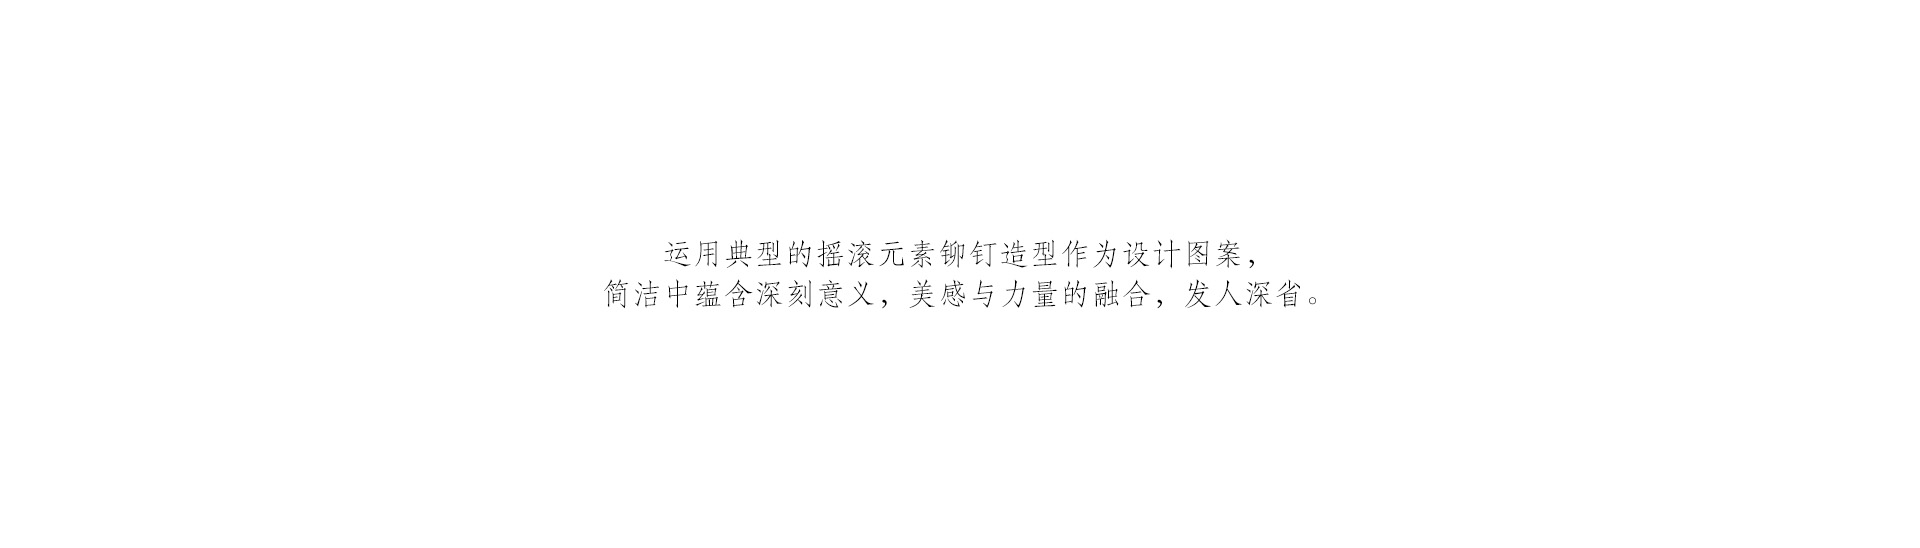 运用典型的摇滚元素铆钉造型作为设计图案，
简洁中蕴含深刻意义，美感与力量的融合，发人深省。